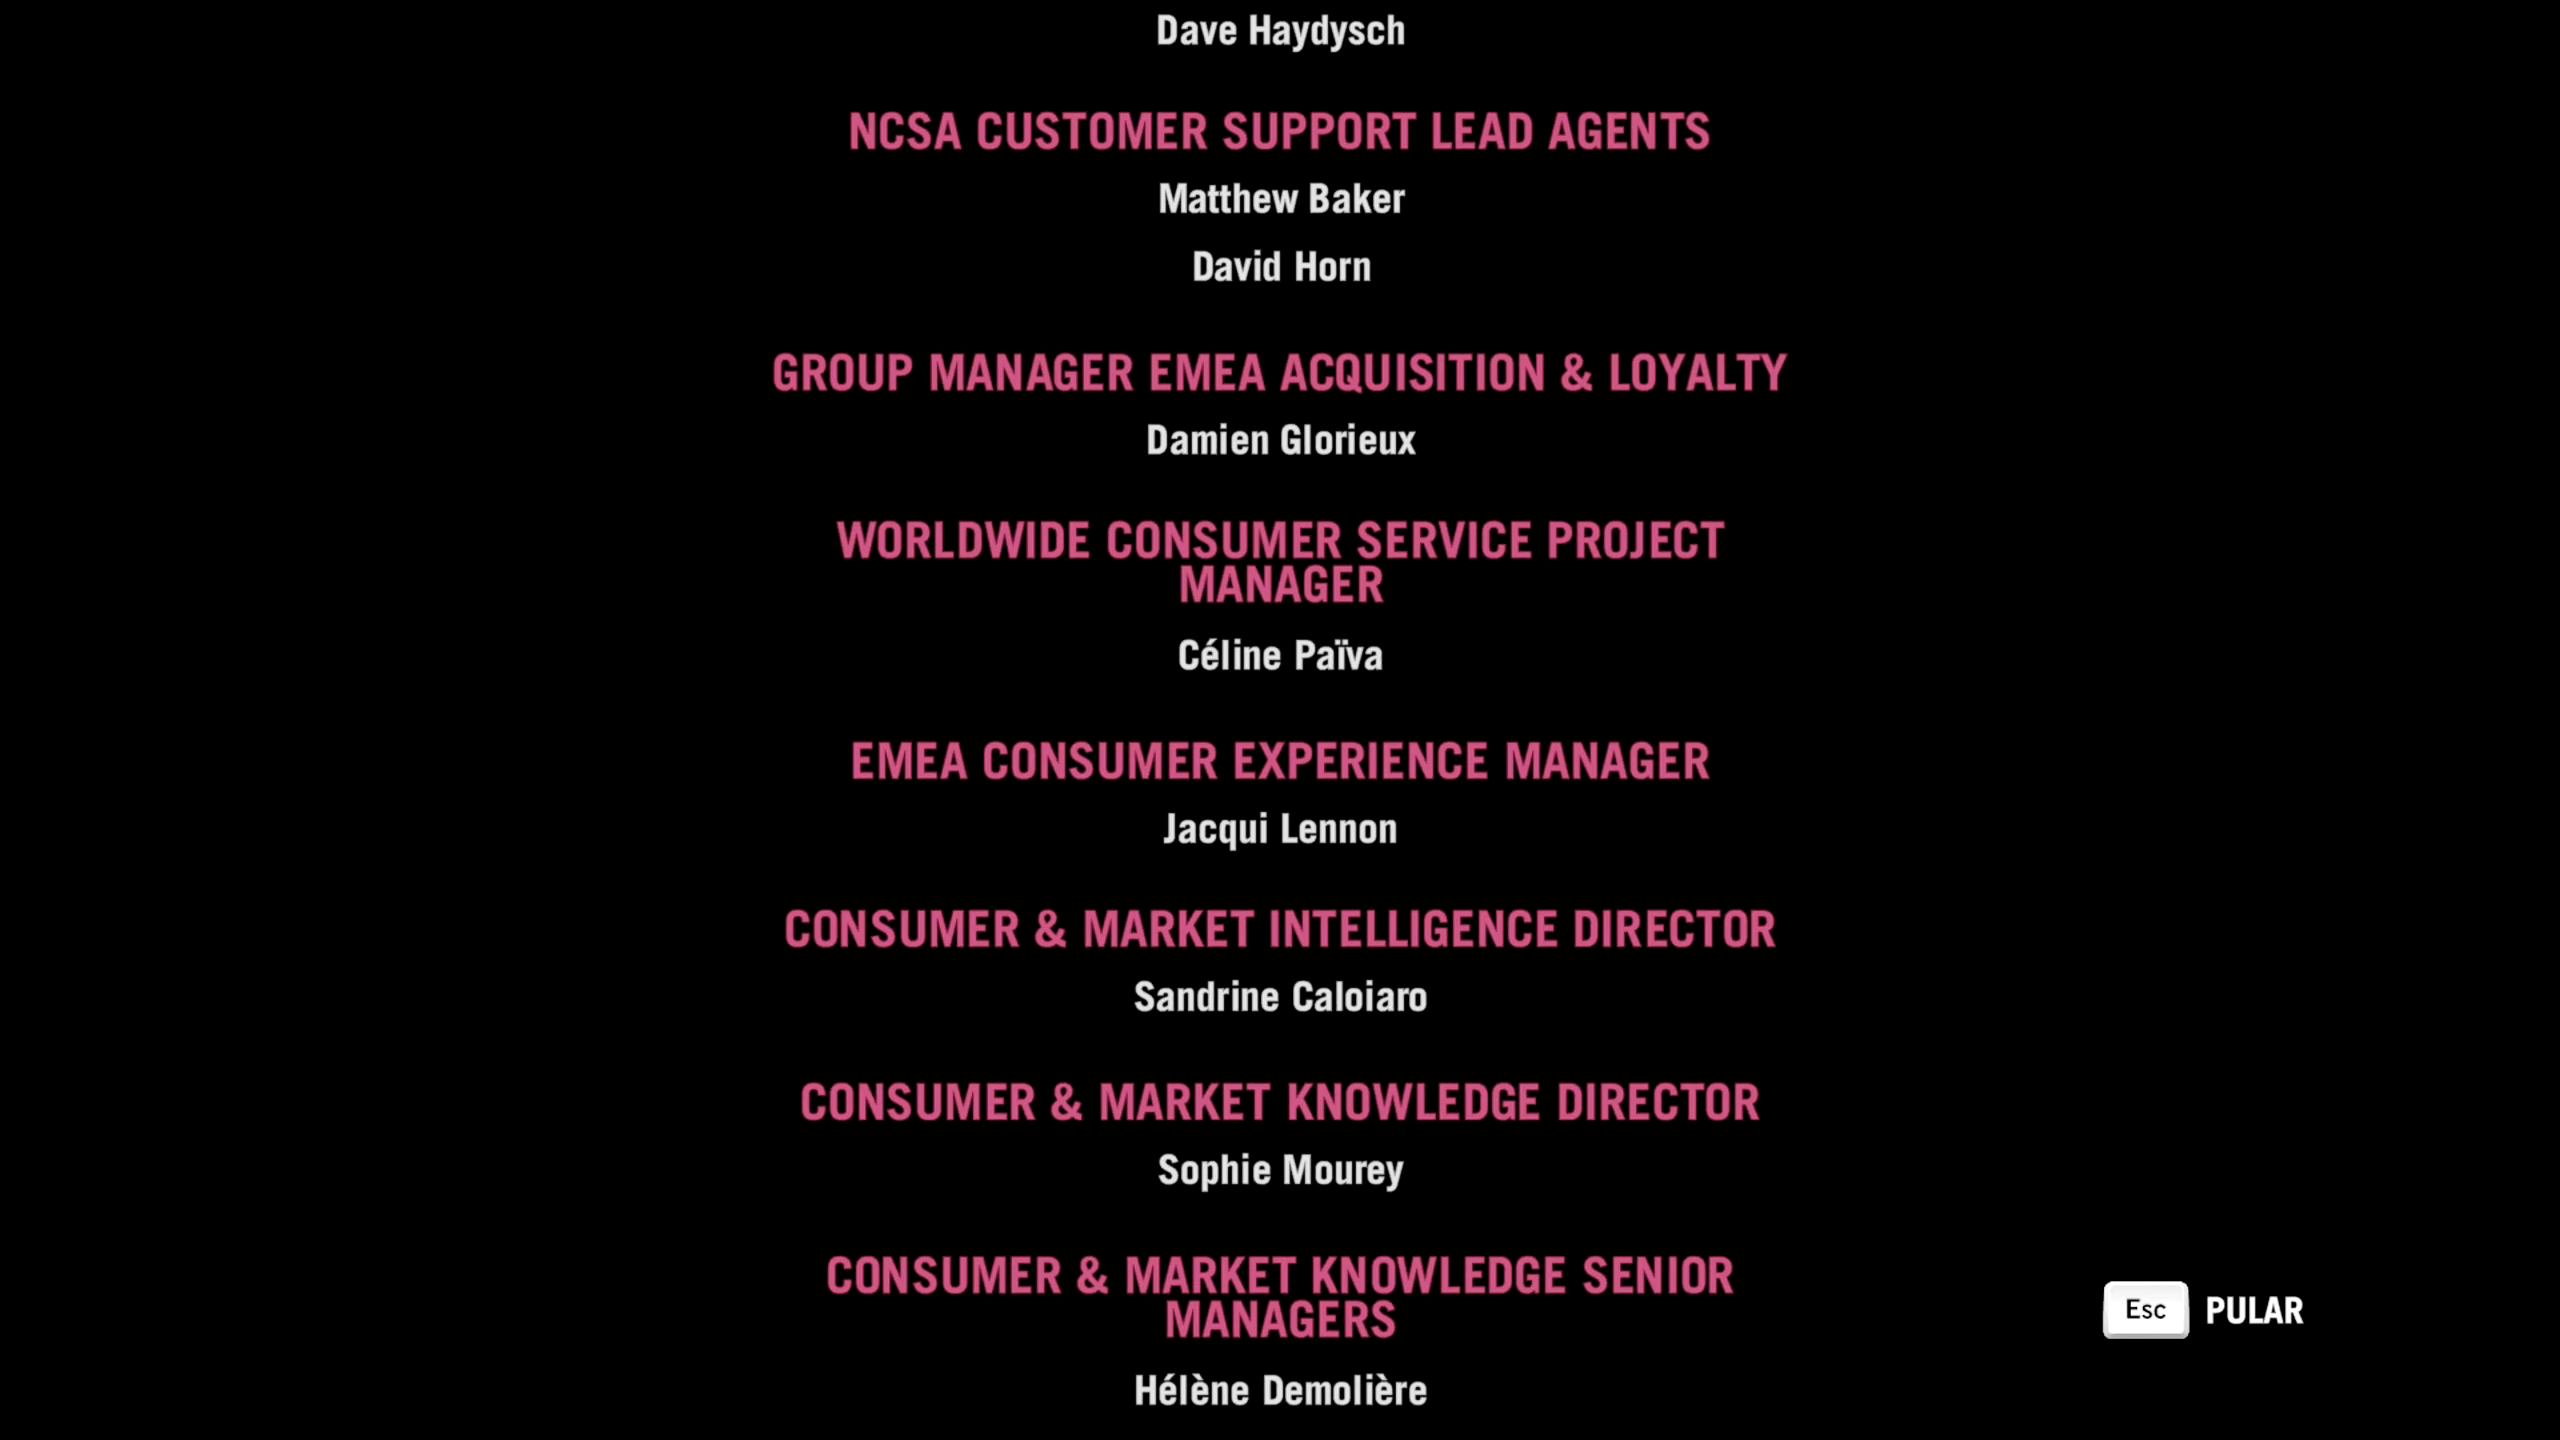 Dave Haydysch
NCSA CUSTOMER SUPPORT LEAD AGENTS
Matthew Baker
David Horn
GROUP MANAGER EMEA ACQUISITION & LOYALTY
Damien Glorieux
WORLDWIDE CONSUMER SERVICE PROJECT
MANAGER
Céline Païva
EMEA CONSUMER EXPERIENCE MANAGER
Jacqui Lennon
CONSUMER & MARKET INTELLIGENCE DIRECTOR
Sandrine Caloiaro
CONSUMER & MARKET KNOWLEDGE DIRECTOR
Sophie Mourey
CONSUMER & MARKET KNOWLEDGE SENIOR
MANAGERS
Hélène Demolière
Esc PULAR